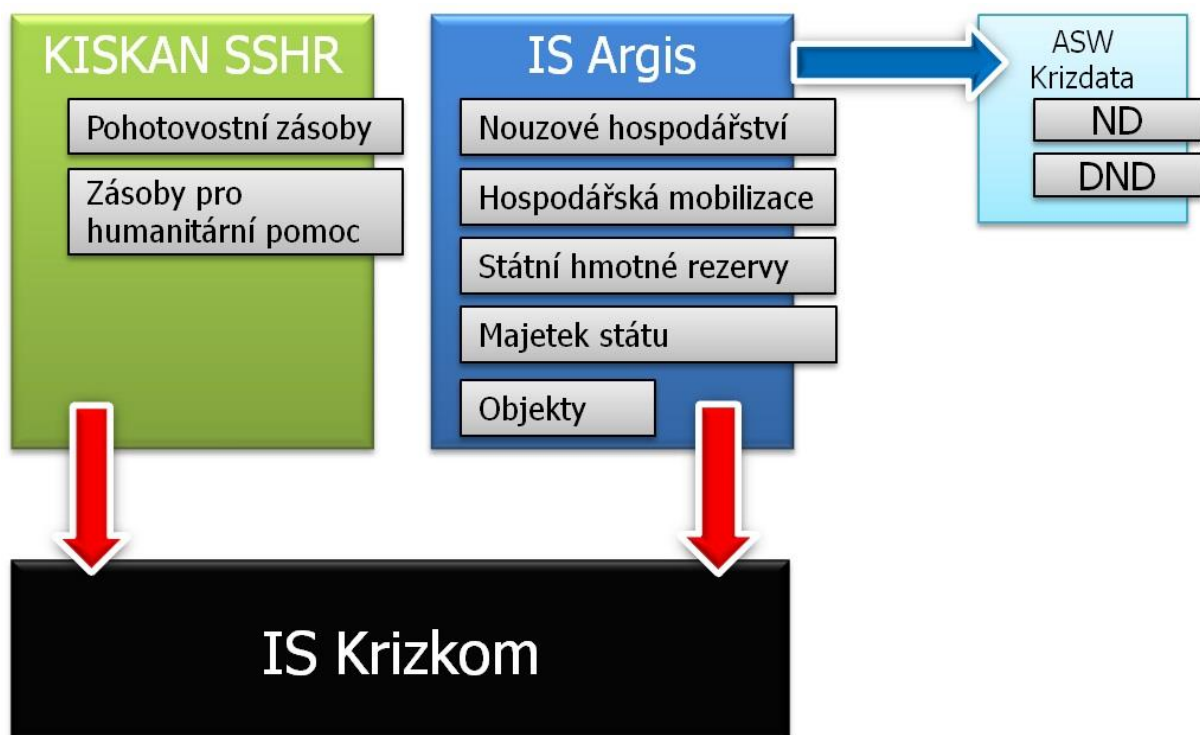 KISKAN SSHR
Pohotovostní zásoby
Zásoby pro
humanitární pomoc
IS Argis
Nouzové hospodářství
Hospodářská mobilizace
Státní hmotné rezervy
Majetek státu
Objekty
ASW
Krizdata
ND
DND
IS Krizkom